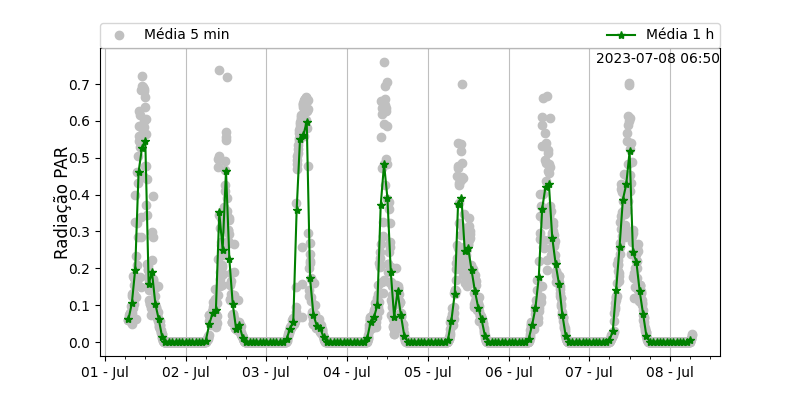 Média 5 min
Média 1 h
2023-07-08 06:50
Radiação PAR
0.7
0.6
0.5
0.4
0.3
0.2
0.1
0.0
01 - Jul
02 - Jul
03 - Jul
04 - Jul
05 - Jul
06 - Jul
07 - Jul
08 - Jul